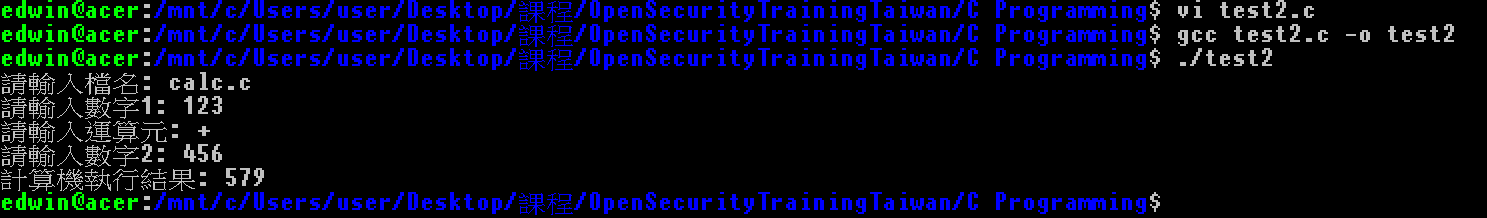 edwin@acer:/mnt/c/Users/user/Desktop/課程/OpenSecurityTrainingTaiwan/C Programming$ vi test2.c
edwin@acer:/mnt/c/Users/user/Desktop/課程/OpenSecurityTrainingTaiwan/C Programming$ gcc test2.c -o test2
edwin@acer:/mnt/c/Users/user/Desktop/課程/OpenSecurityTrainingTaiwan/C Programming$ ./test2
請輸入檔名: calc.c
請輸入數字1: 123
請輸入運算元: +
請輸入數字2: 456
計算機執行結果: 579
edwin@acer:/mnt/c/Users/user/Desktop/課程/OpenSecurityTrainingTaiwan/C Programming$